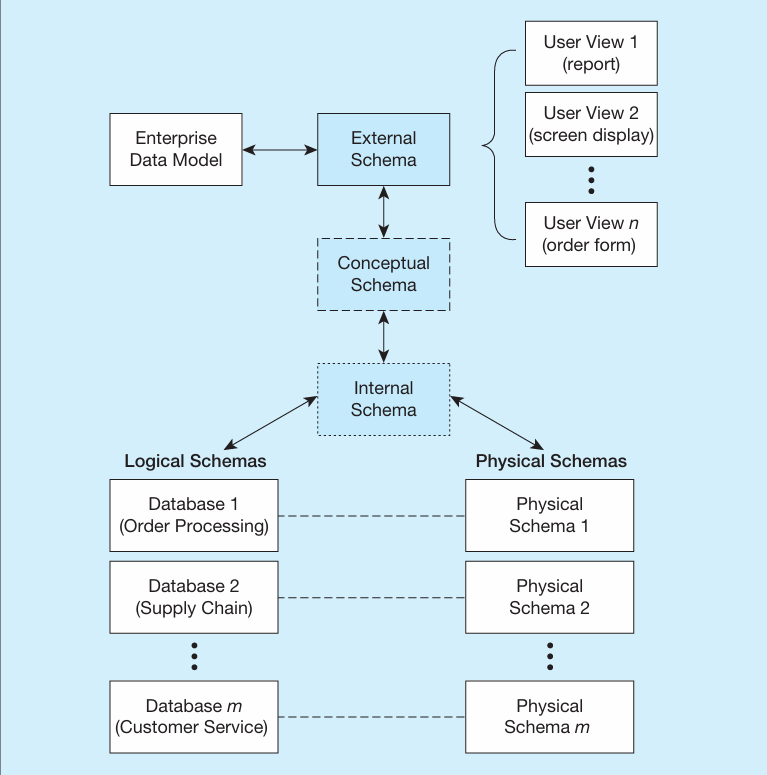 User View 1
(report)
User View 2
(screen display)
User View n
(order form)
Enterprise
Data Model
External
Schema
Conceptual
Schema
Internal
Schema
Logical Schemas
Physical Schemas
Database 1
(Order Processing)
Physical
Schema 1
Database 2
(Supply Chain)
Physical
Schema 2
Database m
(Customer Service)
Physical
Schema m